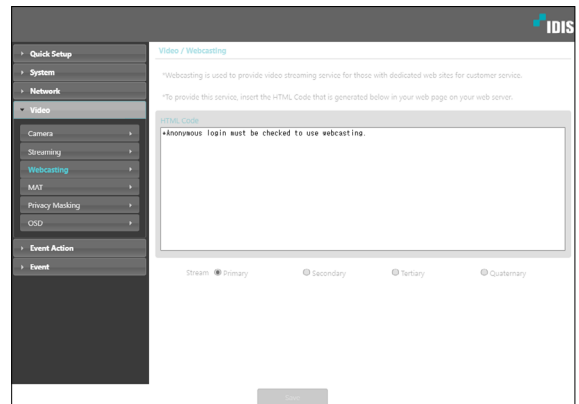 IDIS
Quick Setup
System
Network
Video
Camera
Streaming
Webcasting
MAT
Privacy Masking
OSD
Event Action
Event
Video / Webcasting
*Webcasting is used to provide video streaming service for those with dedicated web sites for customer service.
*To provide this service, insert the HTML Code that is generated below in your web page on your web server.
HTML Code
*Anonymous login must be checked to use webcasting.
Stream Primary Secondary Tertiary Quaternary
Save